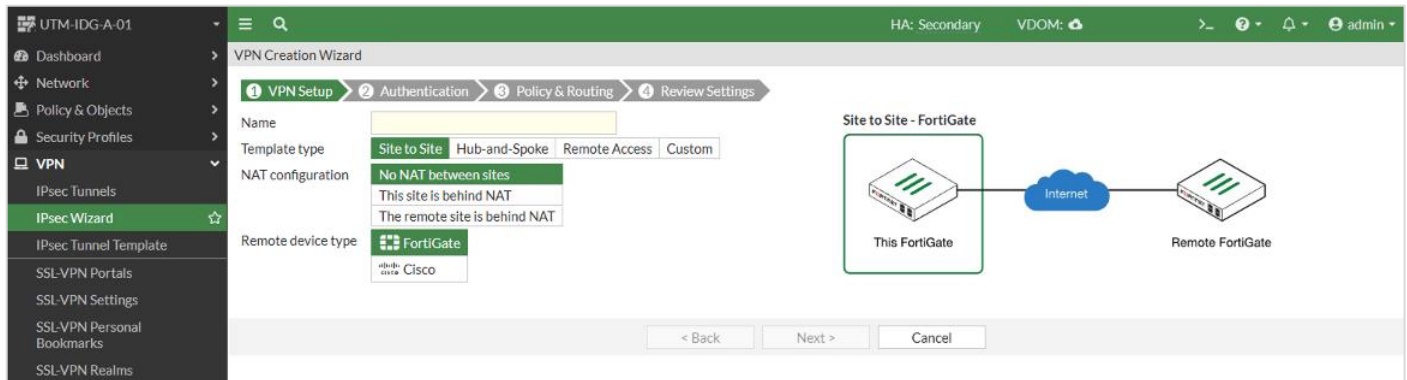 UTM-IDG-A-01
HA: Secondary
VDOM:
>_
admin
Dashboard
Network
Policy & Objects
Security Profiles
VPN
IPsec Tunnels
IPsec Wizard
IPsec Tunnel Template
SSL-VPN Portals
SSL-VPN Settings
SSL-VPN Personal
Bookmarks
SSL-VPN Realms
VPN Creation Wizard
1 VPN Setup
2 Authentication
3 Policy & Routing
4 Review Settings
Name
Template type
Site to Site
Hub-and-Spoke
Remote Access
Custom
NAT configuration
No NAT between sites
This site is behind NAT
The remote site is behind NAT
Remote device type
FortiGate
Cisco
Site to Site - FortiGate
Internet
This FortiGate
Remote FortiGate
< Back
Next >
Cancel